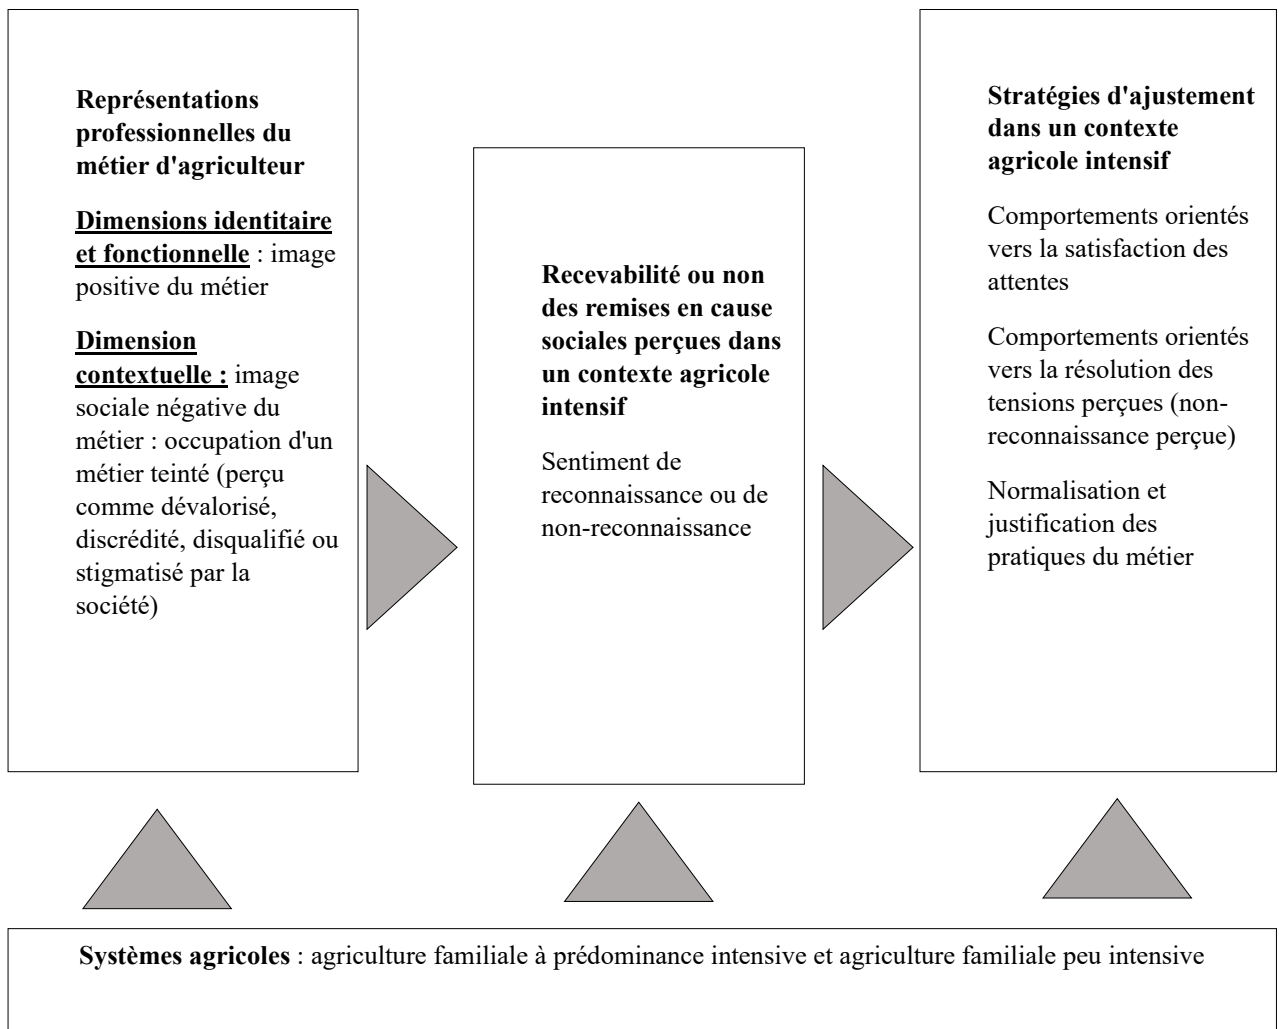 Représentations
professionnelles du
métier d'agriculteur
Dimensions identitaire
et fonctionnelle : image
positive du métier
Dimension
contextuelle : image
sociale négative du
métier : occupation d'un
métier teinté (perçu
comme dévalorisé,
discrédité, disqualifié ou
stigmatisé par la
société)
Recevabilité ou non
des remises en cause
sociales perçues dans
un contexte agricole
intensif
Sentiment de
reconnaissance ou de
non-reconnaissance
Stratégies d'ajustement
dans un contexte
agricole intensif
Comportements orientés
vers la satisfaction des
attentes
Comportements orientés
vers la résolution des
tensions perçues (non-
reconnaissance perçue)
Normalisation et
justification des
pratiques du métier
Systèmes agricoles : agriculture familiale à prédominance intensive et agriculture familiale peu intensive